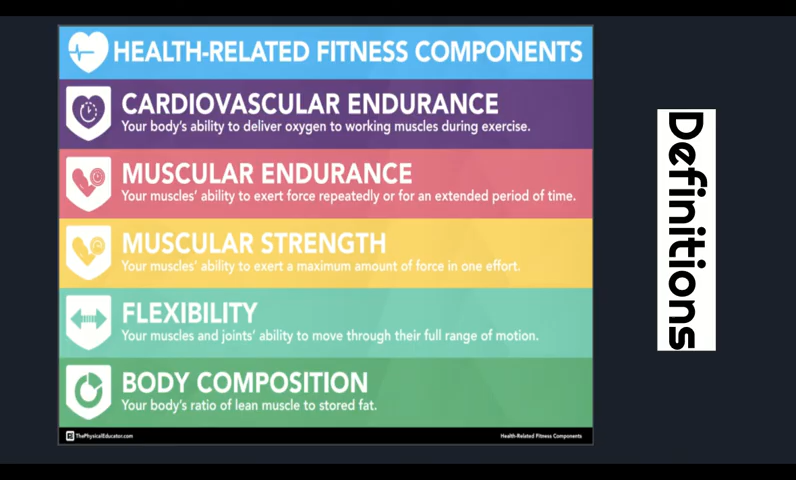 HEALTH-RELATED FITNESS COMPONENTS
CARDIOVASCULAR ENDURANCE
Your body's ability to deliver oxygen to working muscles during exercise.
MUSCULAR ENDURANCE
Your muscles' ability to exert force repeatedly or for an extended period of time.
MUSCULAR STRENGTH
Your muscles' ability to exert a maximum amount of force in one effort.
FLEXIBILITY
Your muscles and joints' ability to move through their full range of motion.
BODY COMPOSITION
Your body's ratio of lean muscle to stored fat.
ThePhysicalEducator.com
Health-Related Fitness Components
Definitions